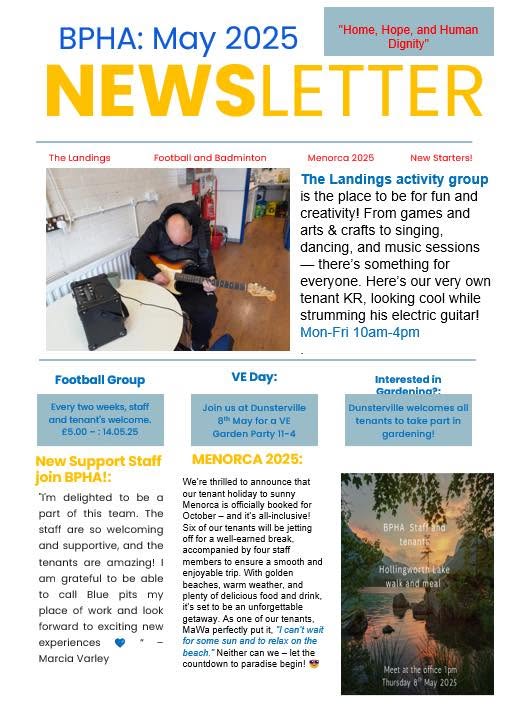 BPHA: May 2025
"Home, Hope, and Human
Dignity"
NEWSLETTER
The Landings
Football and Badminton
Menorca 2025
New Starters!
The Landings activity group
is the place to be for fun and
creativity! From games and
arts & crafts to singing,
dancing, and music sessions
— there's something for
everyone. Here's our very own
tenant KR, looking cool while
strumming his electric guitar!
Mon-Fri 10am-4pm
.
Football Group
Every two weeks, staff
and tenant's welcome.
£5.00 – : 14.05.25
VE Day:
Join us at Dunsterville
8th May for a VE
Garden Party 11-4
Interested in
Gardening?:
Dunsterville welcomes all
tenants to take part in
gardening!
New Support Staff
join BPHA!:
"I'm delighted to be a
part of this team. The
staff are so welcoming
and supportive, and the
tenants are amazing! I
am grateful to be able
to call Blue pits my
place of work and look
forward to exciting new
experiences 💙 " –
Marcia Varley
MENORCA 2025:
We're thrilled to announce that
our tenant holiday to sunny
Menorca is officially booked for
October – and it's all-inclusive!
Six of our tenants will be jetting
off for a well-earned break,
accompanied by four staff
members to ensure a smooth and
enjoyable trip. With golden
beaches, warm weather, and
plenty of delicious food and drink,
it's set to be an unforgettable
getaway. As one of our tenants,
MaWa perfectly put it, "I can't wait
for some sun and to relax on the
beach." Neither can we – let the
countdown to paradise begin! 😎
BPHA Staff and
tenants
Hollingworth Lake
walk and meal
Meet at the office 1pm
Thursday 8th May 2025